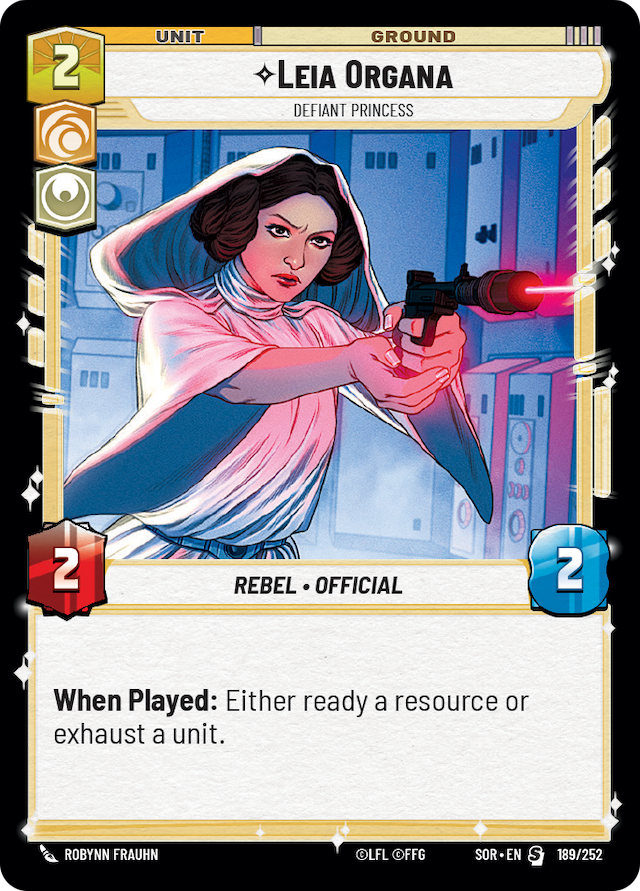 UNIT
GROUND
2
✧LEIA ORGANA
DEFIANT PRINCESS
2
REBEL • OFFICIAL
2
When Played: Either ready a resource or
exhaust a unit.
ROBYNN FRAUHN
©LFL ©FFG
SOR • EN
S
189/252